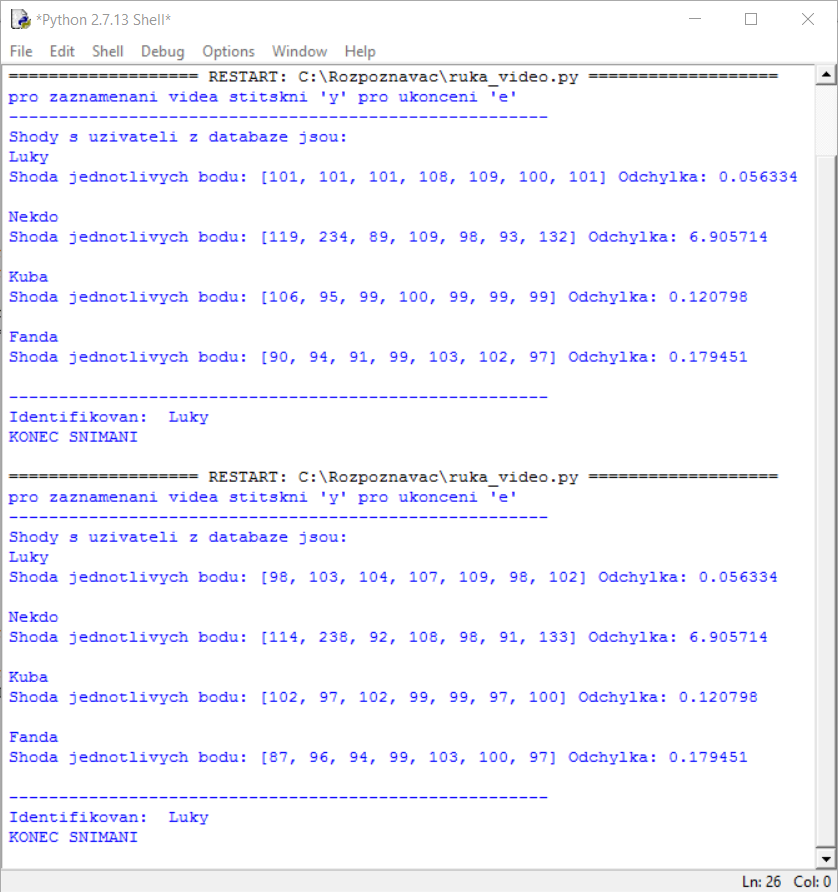 *Python 2.7.13 Shell*
File Edit Shell Debug Options Window Help
=================== RESTART: C:\Rozpoznavac\ruka_video.py ===================
pro zaznamenani videa stitskni 'y' pro ukonceni 'e'
------------------------------------------------------
Shody s uzivateli z databaze jsou:
Luky
Shoda jednotlivych bodu: [101, 101, 101, 108, 109, 100, 101] Odchylka: 0.056334
Nekdo
Shoda jednotlivych bodu: [119, 234, 89, 109, 98, 93, 132] Odchylka: 6.905714
Kuba
Shoda jednotlivych bodu: [106, 95, 99, 100, 99, 99, 99] Odchylka: 0.120798
Fanda
Shoda jednotlivych bodu: [90, 94, 91, 99, 103, 102, 97] Odchylka: 0.179451
------------------------------------------------------
Identifikovan:  Luky
KONEC SNIMANI
=================== RESTART: C:\Rozpoznavac\ruka_video.py ===================
pro zaznamenani videa stitskni 'y' pro ukonceni 'e'
------------------------------------------------------
Shody s uzivateli z databaze jsou:
Luky
Shoda jednotlivych bodu: [98, 103, 104, 107, 109, 98, 102] Odchylka: 0.056334
Nekdo
Shoda jednotlivych bodu: [114, 238, 92, 108, 98, 91, 133] Odchylka: 6.905714
Kuba
Shoda jednotlivych bodu: [102, 97, 102, 99, 99, 97, 100] Odchylka: 0.120798
Fanda
Shoda jednotlivych bodu: [87, 96, 94, 99, 103, 100, 97] Odchylka: 0.179451
------------------------------------------------------
Identifikovan:  Luky
KONEC SNIMANI
Ln: 26 Col: 0